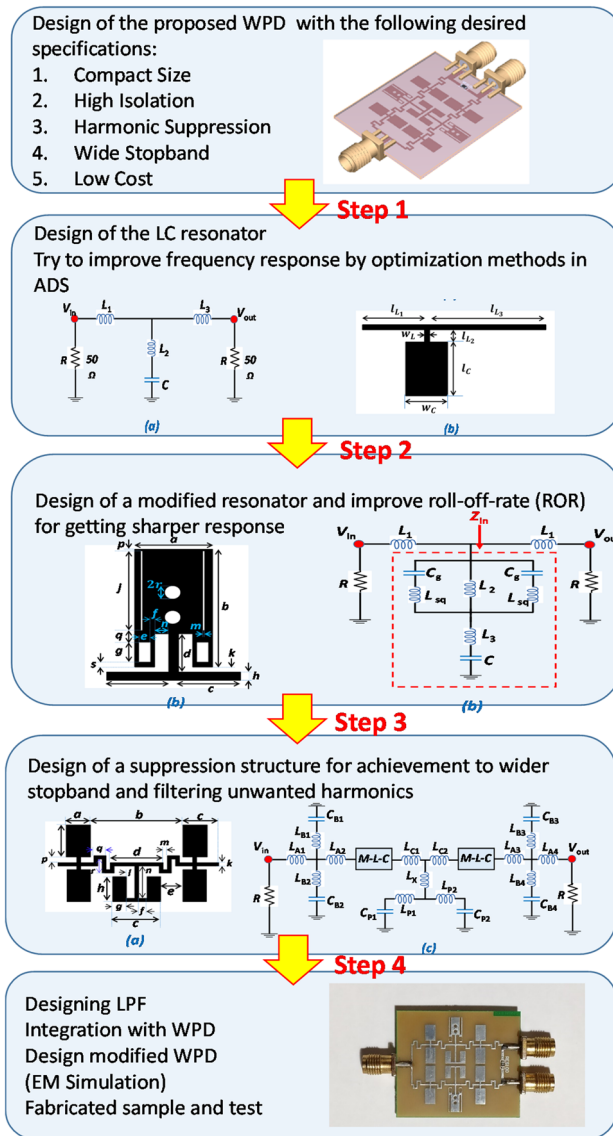 Design of the proposed WPD with the following desired
specifications:
1. Compact Size
2. High Isolation
3. Harmonic Suppression
4. Wide Stopband
5. Low Cost
Step 1
Design of the LC resonator
Try to improve frequency response by optimization methods in
ADS
Vin L1 L3 Vout
R 50 Ω L2 R 50 Ω
C
(a)
lL1 lL3
wL lL2
lC
wC
(b)
Step 2
Design of a modified resonator and improve roll-off-rate (ROR)
for getting sharper response
p a
j 2r b
f
q e n m
g d
s k h
c
(b)
Zin
Vin L1 L1 Vout
R Cg L2 Cg R
Lsq Lsq
L3
C
(b)
Step 3
Design of a suppression structure for achievement to wider
stopband and filtering unwanted harmonics
a b c
q d m
p r i n k
h e
g f
c
(a)
CB1 CB3
Vin LB1 LB3 Vout
LA1 LA2 M-L-C LC1 LC2 M-L-C LA3 LA4
R LB2 LX LB4 R
LP1 LP2
CB2 CP1 CP2 CB4
(c)
Step 4
Designing LPF
Integration with WPD
Design modified WPD
(EM Simulation)
Fabricated sample and test